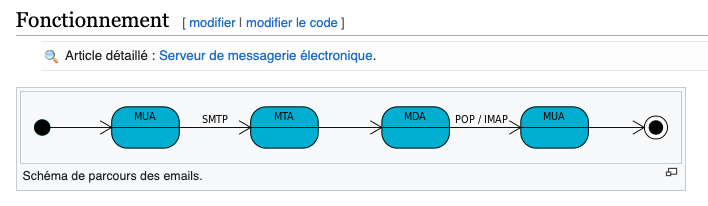 Fonctionnement [ modifier | modifier le code ]
Article détaillé : Serveur de messagerie électronique.
MUA SMTP MTA MDA POP / IMAP MUA
Schéma de parcours des emails.